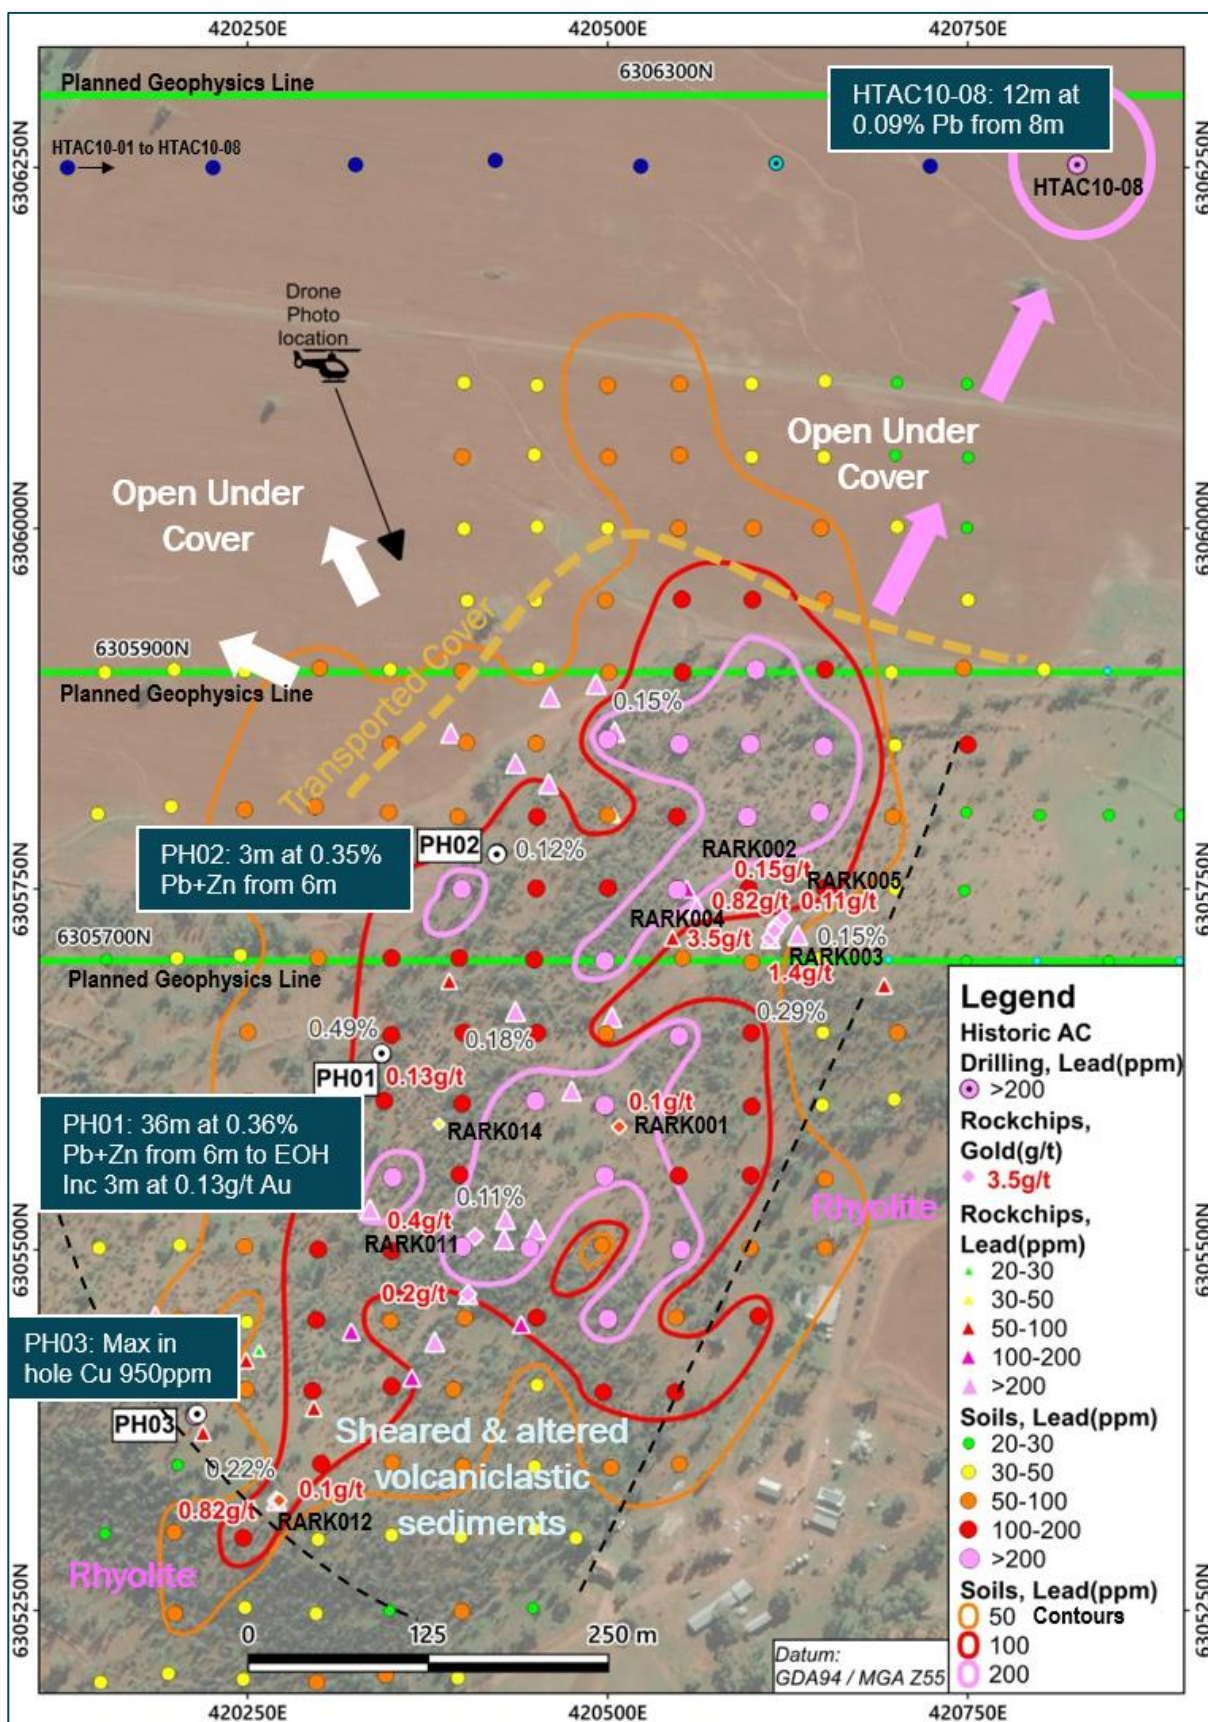 420250E
420500E
420750E
6306300N
Planned Geophysics Line
HTAC10-08: 12m at
0.09% Pb from 8m
HTAC10-01 to HTAC10-08
6306250N
6306250N
HTAC10-08
Drone
Photo
location
Open Under
Cover
Open Under
Cover
6306000N
6306000N
Transported Cover
6305900N
Planned Geophysics Line
0.15%
PH02: 3m at 0.35%
Pb+Zn from 6m
PH02
0.12%
RARK002
0.15g/t
RARK005
0.82g/t
0.11g/t
RARK004
3.5g/t
0.15%
RARK003
1.4g/t
6305750N
6305750N
6305700N
Planned Geophysics Line
0.29%
0.49%
0.18%
PH01
0.13g/t
0.1g/t
RARK014
RARK001
PH01: 36m at 0.36%
Pb+Zn from 6m to EOH
Inc 3m at 0.13g/t Au
0.11%
0.4g/t
RARK011
Rhyolite
6305500N
6305500N
0.2g/t
PH03: Max in
hole Cu 950ppm
PH03
Sheared & altered
volcaniclastic
sediments
0.22%
0.1g/t
0.82g/t
RARK012
Rhyolite
6305250N
6305250N
0
125
250 m
Datum:
GDA94 / MGA Z55
Legend
Historic AC
Drilling, Lead(ppm)
>200
Rockchips,
Gold(g/t)
3.5g/t
Rockchips,
Lead(ppm)
20-30
30-50
50-100
100-200
>200
Soils, Lead(ppm)
20-30
30-50
50-100
100-200
>200
Soils, Lead(ppm)
50 Contours
100
200
420250E
420500E
420750E